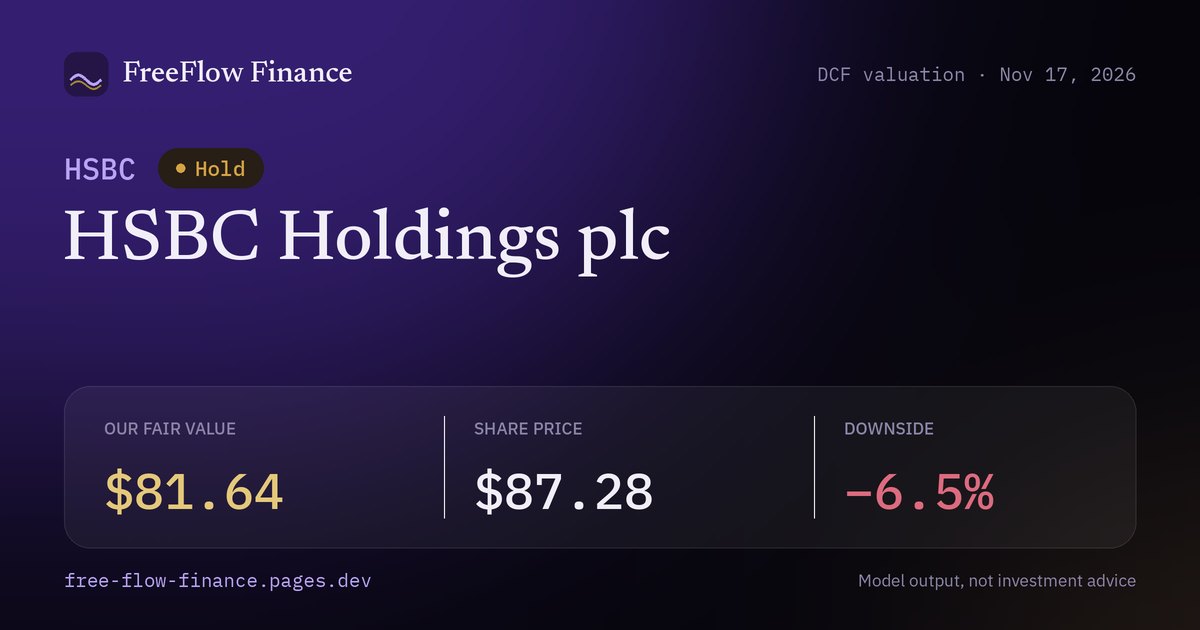 FreeFlow Finance
DCF valuation · Nov 17, 2026
HSBC
Hold
HSBC Holdings plc
OUR FAIR VALUE
$81.64
SHARE PRICE
$87.28
DOWNSIDE
−6.5%
free-flow-finance.pages.dev
Model output, not investment advice